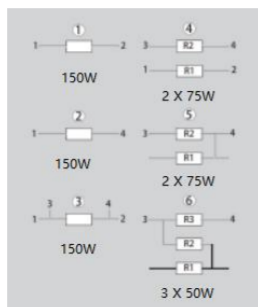 ① ④
1 2 3 R2 4
1 R1 2
150W 2 X 75W
② ⑤
1 4 3 R2 4
R1
150W 2 X 75W
③ ⑥
3 4
1 2 3 R3 4
R2
150W R1
3 X 50W